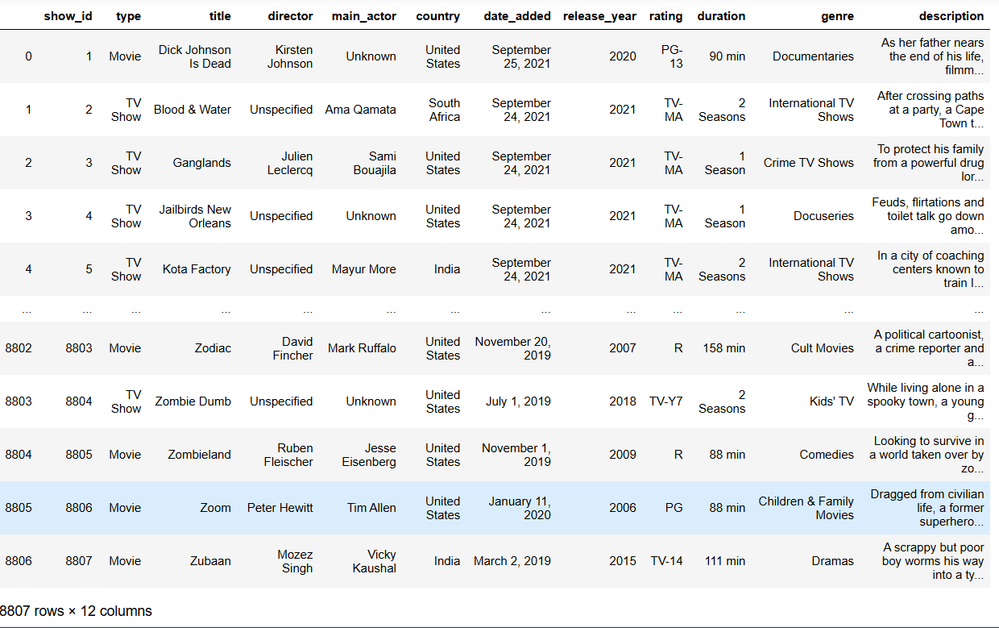 show_id type title director main_actor country date_added release_year rating duration genre description
0 1 Movie Dick Johnson Is Dead Kirsten Johnson Unknown United States September 25, 2021 2020 PG-13 90 min Documentaries As her father nears the end of his life, filmm...
1 2 TV Show Blood & Water Unspecified Ama Qamata South Africa September 24, 2021 2021 TV-MA 2 Seasons International TV Shows After crossing paths at a party, a Cape Town t...
2 3 TV Show Ganglands Julien Leclercq Sami Bouajila United States September 24, 2021 2021 TV-MA 1 Season Crime TV Shows To protect his family from a powerful drug lor...
3 4 TV Show Jailbirds New Orleans Unspecified Unknown United States September 24, 2021 2021 TV-MA 1 Season Docuseries Feuds, flirtations and toilet talk go down amo...
4 5 TV Show Kota Factory Unspecified Mayur More India September 24, 2021 2021 TV-MA 2 Seasons International TV Shows In a city of coaching centers known to train I...
... ... ... ... ... ... ... ... ... ... ... ... ...
8802 8803 Movie Zodiac David Fincher Mark Ruffalo United States November 20, 2019 2007 R 158 min Cult Movies A political cartoonist, a crime reporter and a...
8803 8804 TV Show Zombie Dumb Unspecified Unknown United States July 1, 2019 2018 TV-Y7 2 Seasons Kids' TV While living alone in a spooky town, a young g...
8804 8805 Movie Zombieland Ruben Fleischer Jesse Eisenberg United States November 1, 2019 2009 R 88 min Comedies Looking to survive in a world taken over by zo...
8805 8806 Movie Zoom Peter Hewitt Tim Allen United States January 11, 2020 2006 PG 88 min Children & Family Movies Dragged from civilian life, a former superhero...
8806 8807 Movie Zubaan Mozez Singh Vicky Kaushal India March 2, 2019 2015 TV-14 111 min Dramas A scrappy but poor boy worms his way into a ty...
8807 rows × 12 columns